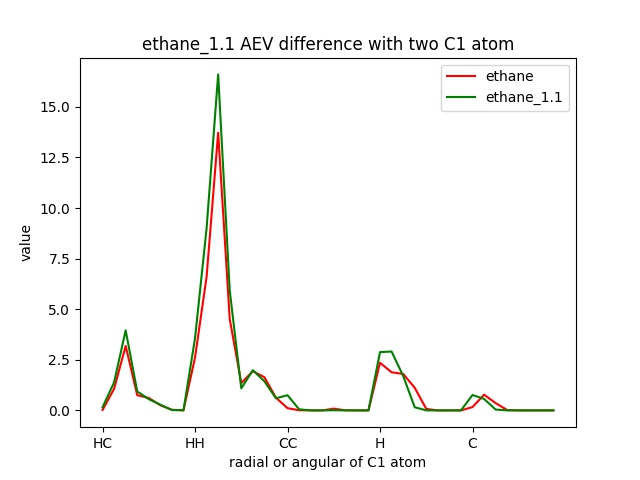 ethane_1.1 AEV difference with two C1 atom
ethane
ethane_1.1
15.0
12.5
10.0
7.5
5.0
2.5
0.0
value
HC HH CC H C
radial or angular of C1 atom